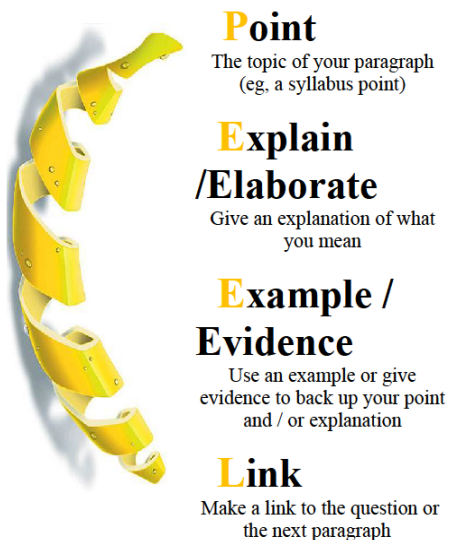 Point
The topic of your paragraph
(eg, a syllabus point)
Explain
/Elaborate
Give an explanation of what
you mean
Example /
Evidence
Use an example or give
evidence to back up your point
and / or explanation
Link
Make a link to the question or
the next paragraph